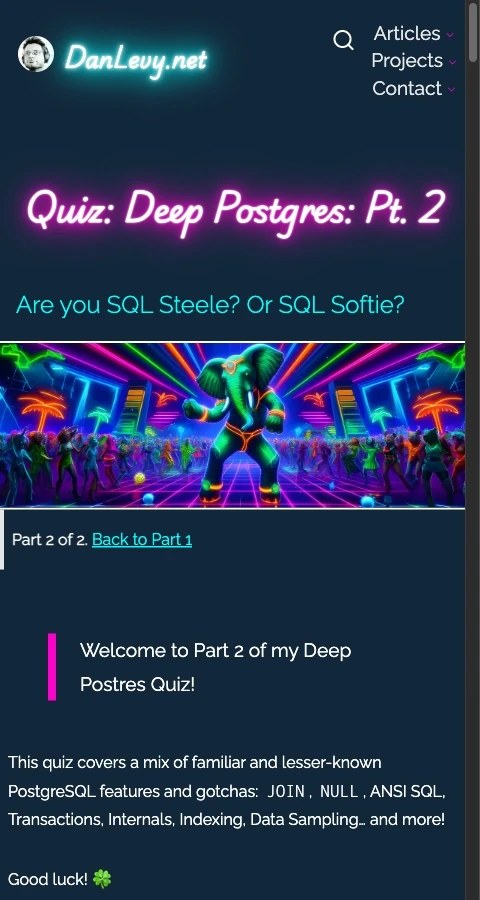 DanLevy.net
Articles
Projects
Contact
Quiz: Deep Postgres: Pt. 2
Are you SQL Steele? Or SQL Softie?
Part 2 of 2. Back to Part 1
Welcome to Part 2 of my Deep
Postres Quiz!
This quiz covers a mix of familiar and lesser-known
PostgreSQL features and gotchas: JOIN, NULL, ANSI SQL,
Transactions, Internals, Indexing, Data Sampling… and more!
Good luck! 🍀